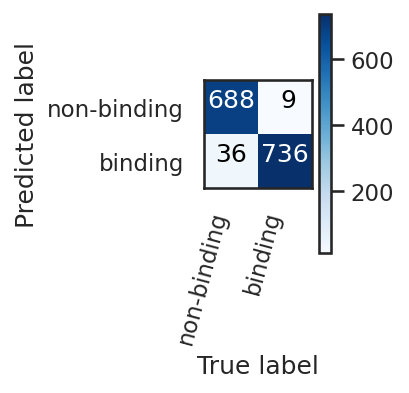 Predicted label
non-binding
binding
688 9
36 736
600
400
200
non-binding
binding
True label